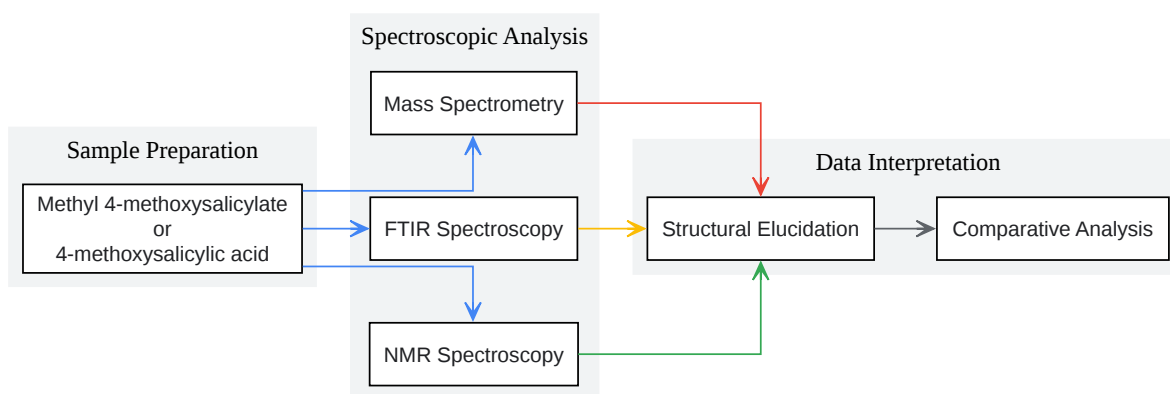 Sample Preparation
Methyl 4-methoxysalicylate
or
4-methoxysalicylic acid
Spectroscopic Analysis
Mass Spectrometry
FTIR Spectroscopy
NMR Spectroscopy
Data Interpretation
Structural Elucidation
Comparative Analysis